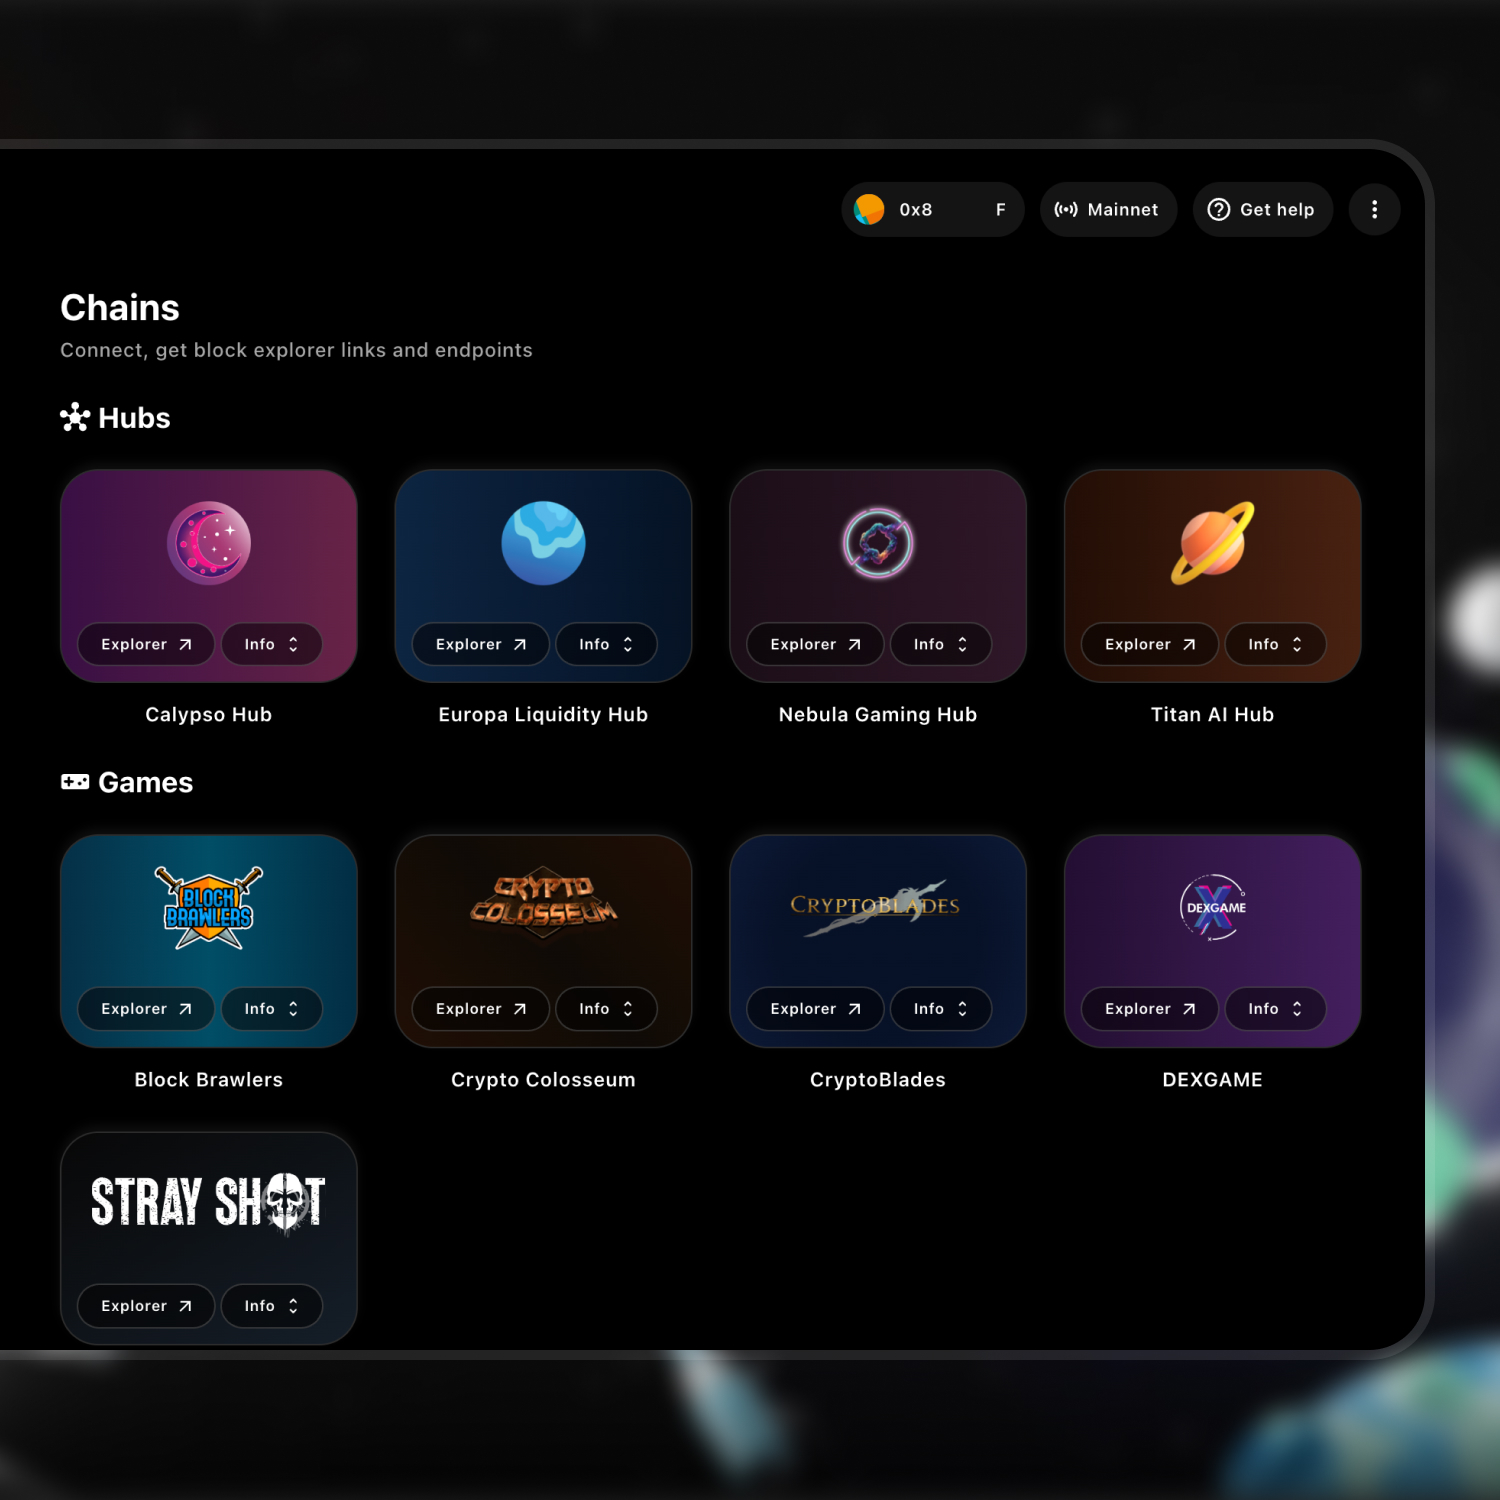 0x8 F Mainnet Get help
Chains
Connect, get block explorer links and endpoints
Hubs
Explorer Info Explorer Info Explorer Info Explorer Info
Calypso Hub Europa Liquidity Hub Nebula Gaming Hub Titan AI Hub
Games
BLOCK BRAWLERS
CRYPTO COLOSSEUM
CRYPTOBLADES
DEXGAME
Explorer Info Explorer Info Explorer Info Explorer Info
Block Brawlers Crypto Colosseum CryptoBlades DEXGAME
STRAY SHOT
Explorer Info